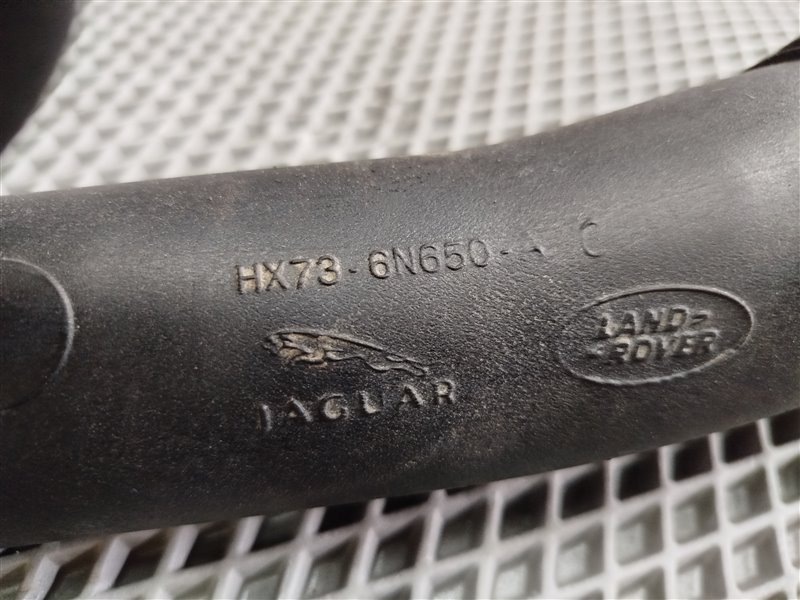 HX73-6N650- C
JAGUAR
LAND-
-ROVER